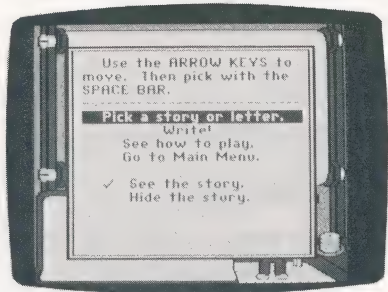 Use the ARROW KEYS to
move. Then pick with the
SPACE BAR.
Pick a story or letter.
Write!
See how to play.
Go to Main Menu.
✓ See the story.
Hide the story.